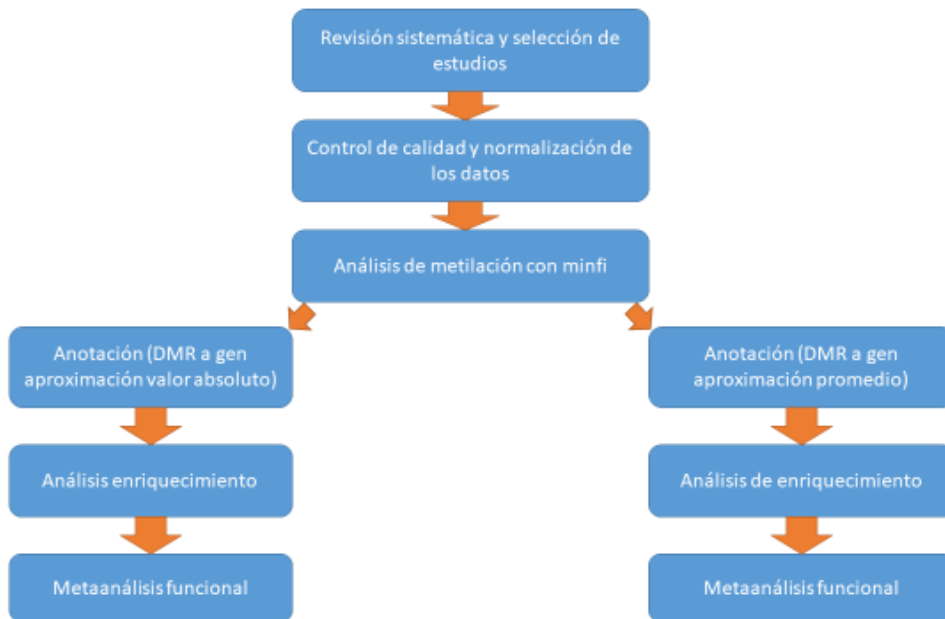 Revisión sistemática y selección de
estudios
Control de calidad y normalización de
los datos
Análisis de metilación con minfi
Anotación (DMR a gen
aproximación valor absoluto)
Anotación (DMR a gen
aproximación promedio)
Análisis enriquecimiento
Análisis de enriquecimiento
Metaanálisis funcional
Metaanálisis funcional